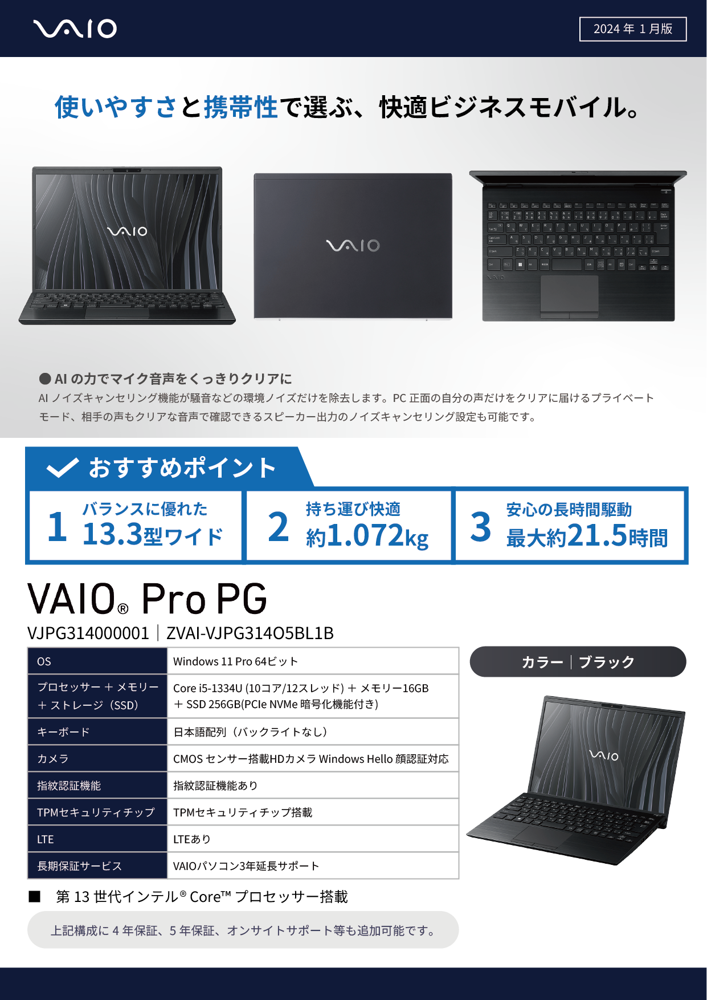 VAIO
2024 年 1 月版
使いやすさと携帯性で選ぶ、快適ビジネスモバイル。
VAIO
VAIO
VAIO
● AI の力でマイク音声をくっきりクリアに
AI ノイズキャンセリング機能が騒音などの環境ノイズだけを除去します。PC 正面の自分の声だけをクリアに届けるプライベート
モード、相手の声もクリアな音声で確認できるスピーカー出力のノイズキャンセリング設定も可能です。
おすすめポイント
1 バランスに優れた
13.3型ワイド
2 持ち運び快適
約1.072kg
3 安心の長時間駆動
最大約21.5時間
VAIO® Pro PG
VJPG314000001｜ZVAI-VJPG314O5BL1B
OS Windows 11 Pro 64ビット
プロセッサー ＋ メモリー
＋ ストレージ（SSD）
Core i5-1334U (10コア/12スレッド) ＋ メモリー16GB
＋ SSD 256GB(PCIe NVMe 暗号化機能付き)
キーボード 日本語配列（バックライトなし）
カメラ CMOS センサー搭載HDカメラ Windows Hello 顔認証対応
指紋認証機能 指紋認証機能あり
TPMセキュリティチップ TPMセキュリティチップ搭載
LTE LTEあり
長期保証サービス VAIOパソコン3年延長サポート
カラー｜ブラック
VAIO
■ 第 13 世代インテル® Core™ プロセッサー搭載
上記構成に 4 年保証、5 年保証、オンサイトサポート等も追加可能です。